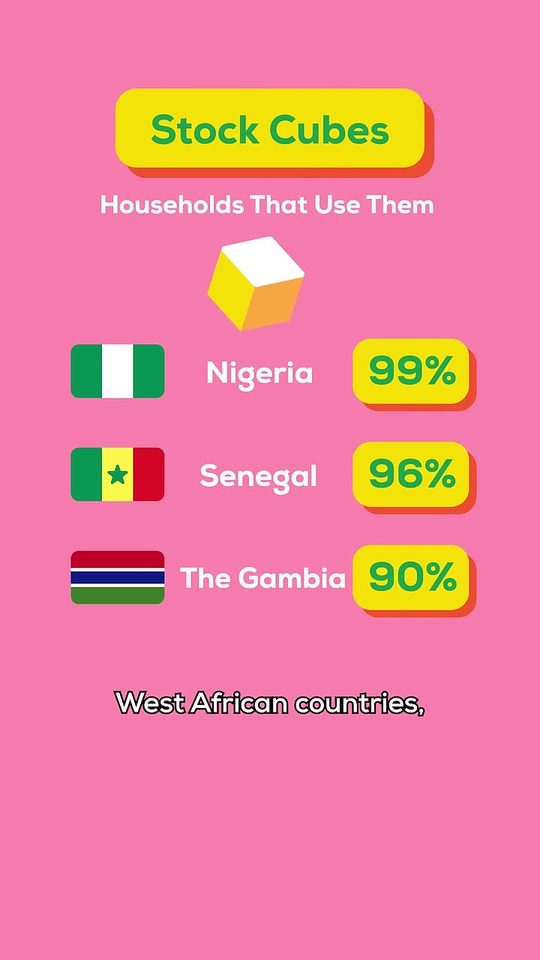 Stock Cubes
Households That Use Them
Nigeria 99%
Senegal 96%
The Gambia 90%
West African countries,